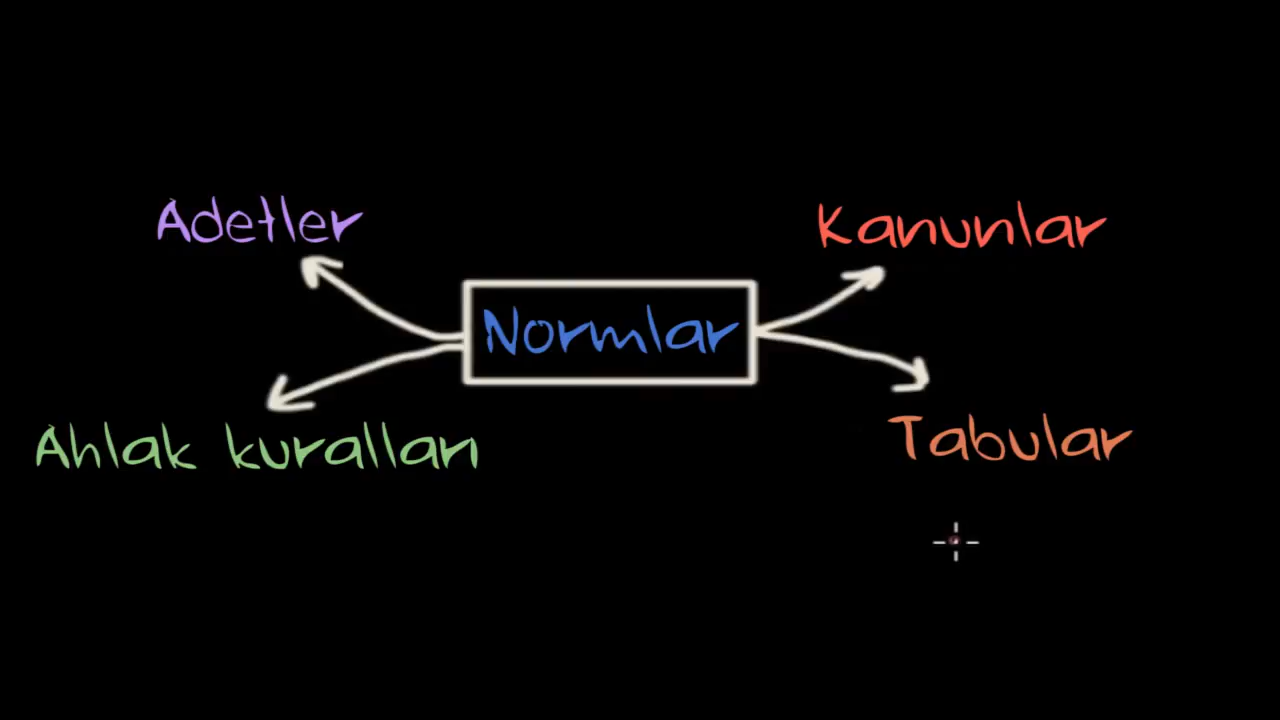 Adetler
Kanunlar
Normlar
Ahlak kuralları
Tabular